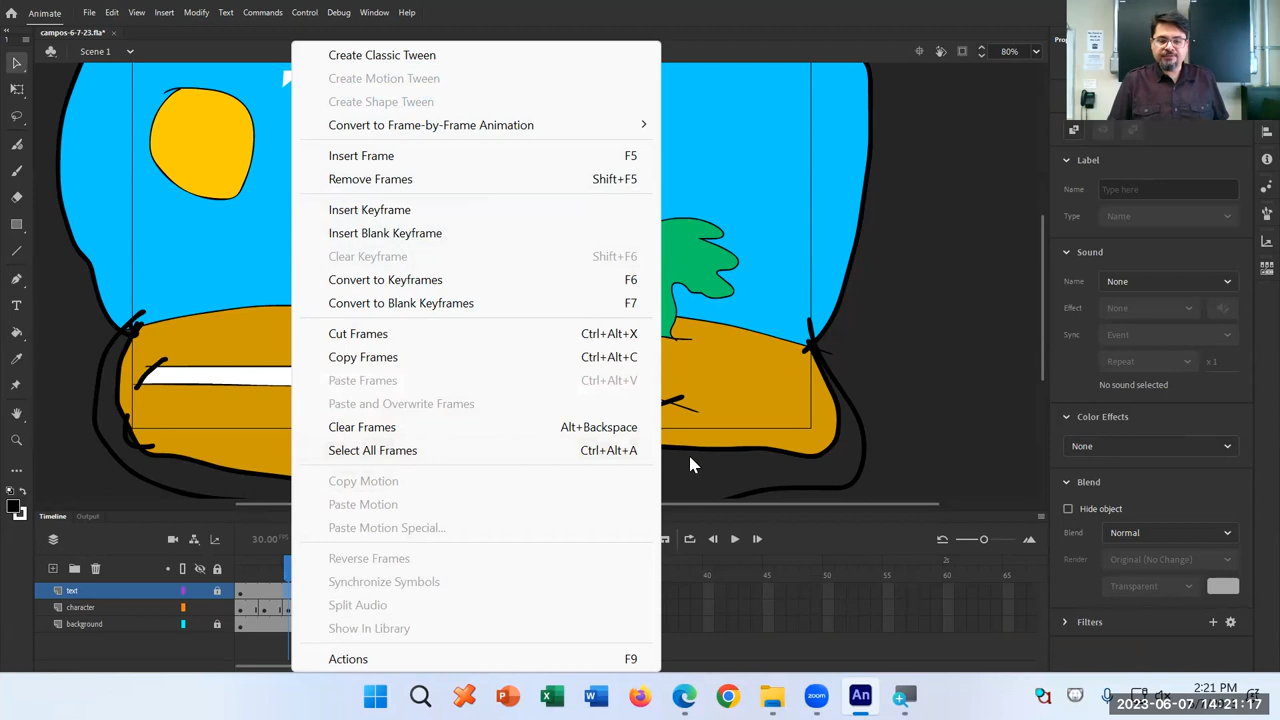 Animate File Edit View Insert Modify Text Commands Control Debug Window Help
campos-6-7-23.fla* ×
Scene 1
80%
Create Classic Tween
Create Motion Tween
Create Shape Tween
Convert to Frame-by-Frame Animation
Insert Frame F5
Remove Frames Shift+F5
Insert Keyframe
Insert Blank Keyframe
Clear Keyframe Shift+F6
Convert to Keyframes F6
Convert to Blank Keyframes F7
Cut Frames Ctrl+Alt+X
Copy Frames Ctrl+Alt+C
Paste Frames Ctrl+Alt+V
Paste and Overwrite Frames
Clear Frames Alt+Backspace
Select All Frames Ctrl+Alt+A
Copy Motion
Paste Motion
Paste Motion Special...
Reverse Frames
Synchronize Symbols
Split Audio
Show In Library
Actions F9
Label
Name Type here
Type Name
Sound
Name None
Effect None
Sync Event
Repeat x 1
No sound selected
Color Effects
None
Blend
Hide object
Blend Normal
Render Original (No Change)
Transparent
Filters
Timeline Output
30.00 FPS
2s
40 45 50 55 60 65
text
character
background
An
2:21 PM
2023-06-07 14:21:17